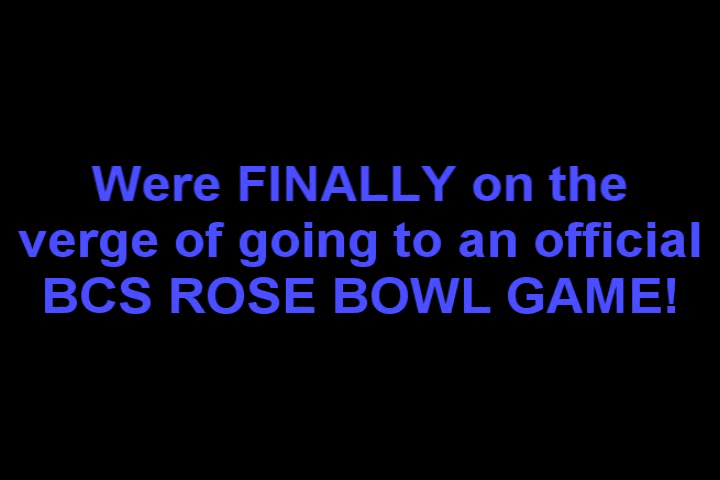 Were FINALLY on the
verge of going to an official
BCS ROSE BOWL GAME!